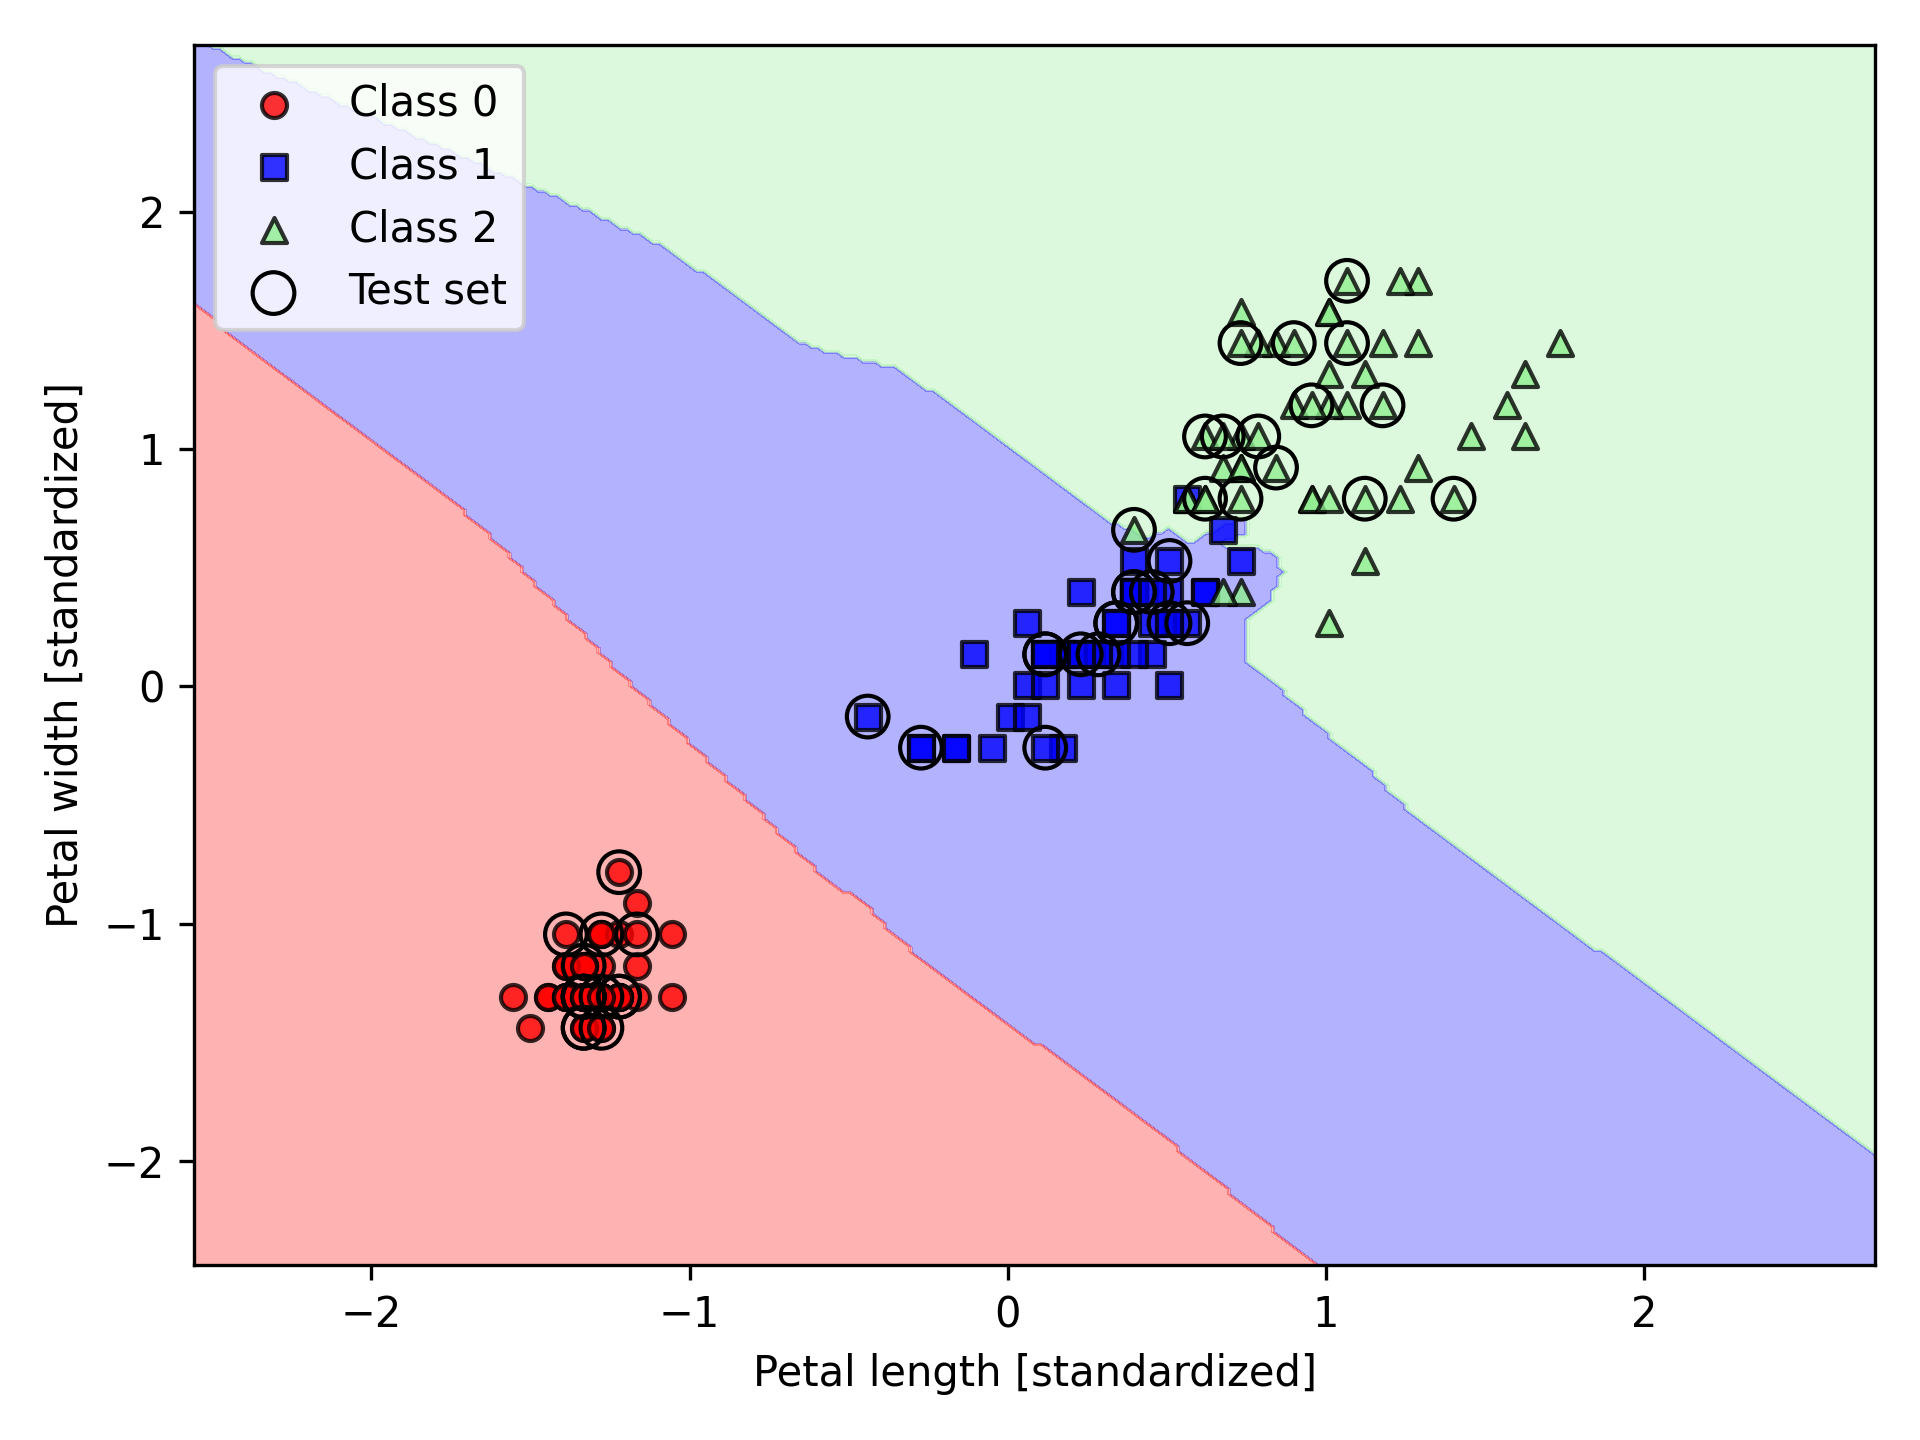 Class 0
Class 1
Class 2
Test set
2
1
0
−1
−2
Petal width [standardized]
−2
−1
0
1
2
Petal length [standardized]